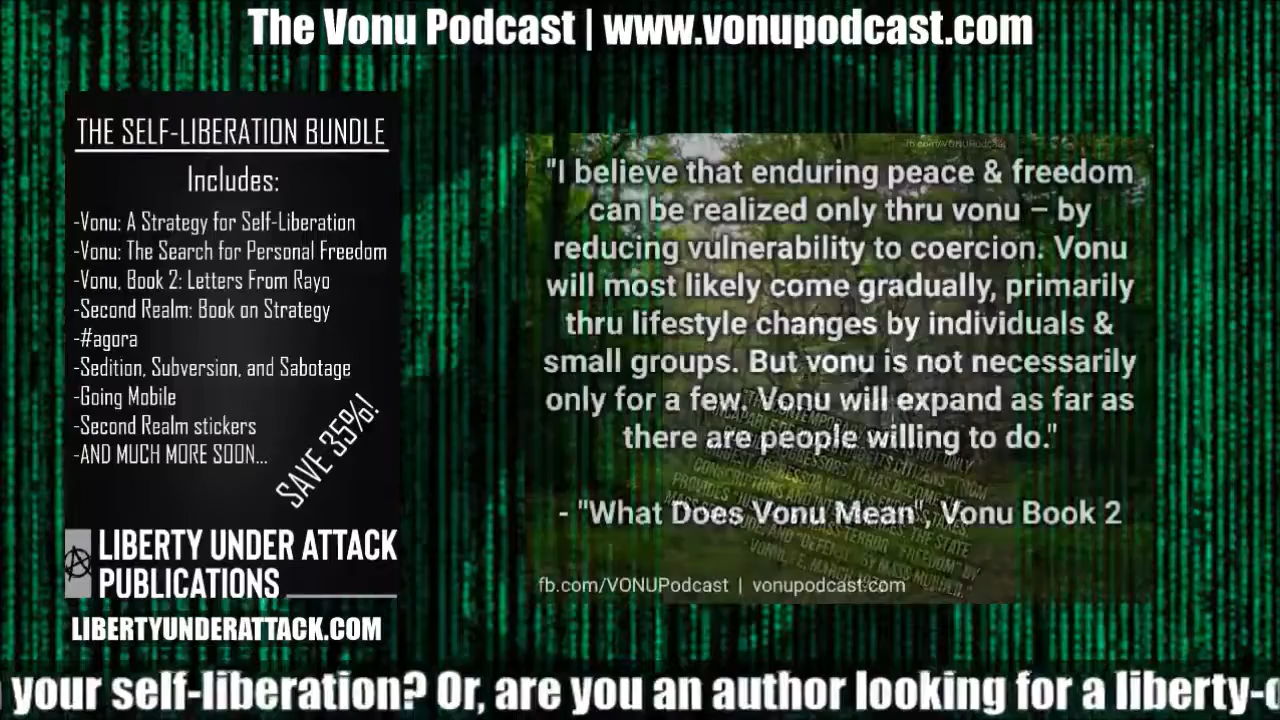 The Vonu Podcast | www.vonupodcast.com
THE SELF-LIBERATION BUNDLE
Includes:
-Vonu: A Strategy for Self-Liberation
-Vonu: The Search for Personal Freedom
-Vonu, Book 2: Letters From Rayo
-Second Realm: Book on Strategy
-#agora
-Sedition, Subversion, and Sabotage
-Going Mobile
-Second Realm stickers
-AND MUCH MORE SOON...
SAVE 35%!
LIBERTY UNDER ATTACK
PUBLICATIONS
LIBERTYUNDERATTACK.COM
fb.com/VONUPodcast
"I believe that enduring peace & freedom
can be realized only thru vonu – by
reducing vulnerability to coercion. Vonu
will most likely come gradually, primarily
thru lifestyle changes by individuals &
small groups. But vonu is not necessarily
only for a few. Vonu will expand as far as
there are people willing to do."
- "What Does Vonu Mean", Vonu Book 2
fb.com/VONUPodcast | vonupodcast.com
your self-liberation? Or, are you an author looking for a liberty-